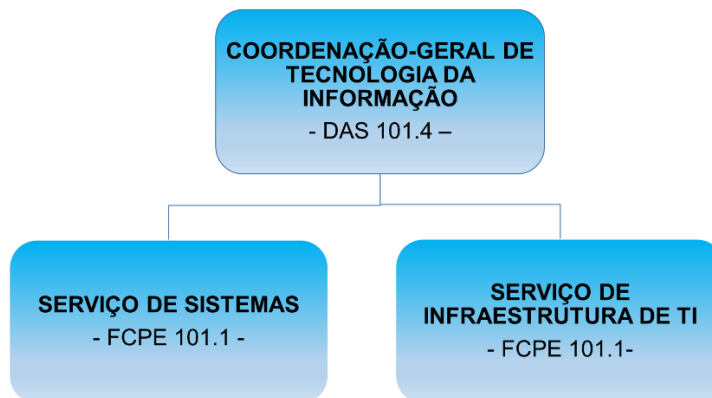 COORDENAÇÃO-GERAL DE
TECNOLOGIA DA
INFORMAÇÃO
- DAS 101.4 –
SERVIÇO DE SISTEMAS
- FCPE 101.1 -
SERVIÇO DE
INFRAESTRUTURA DE TI
- FCPE 101.1-